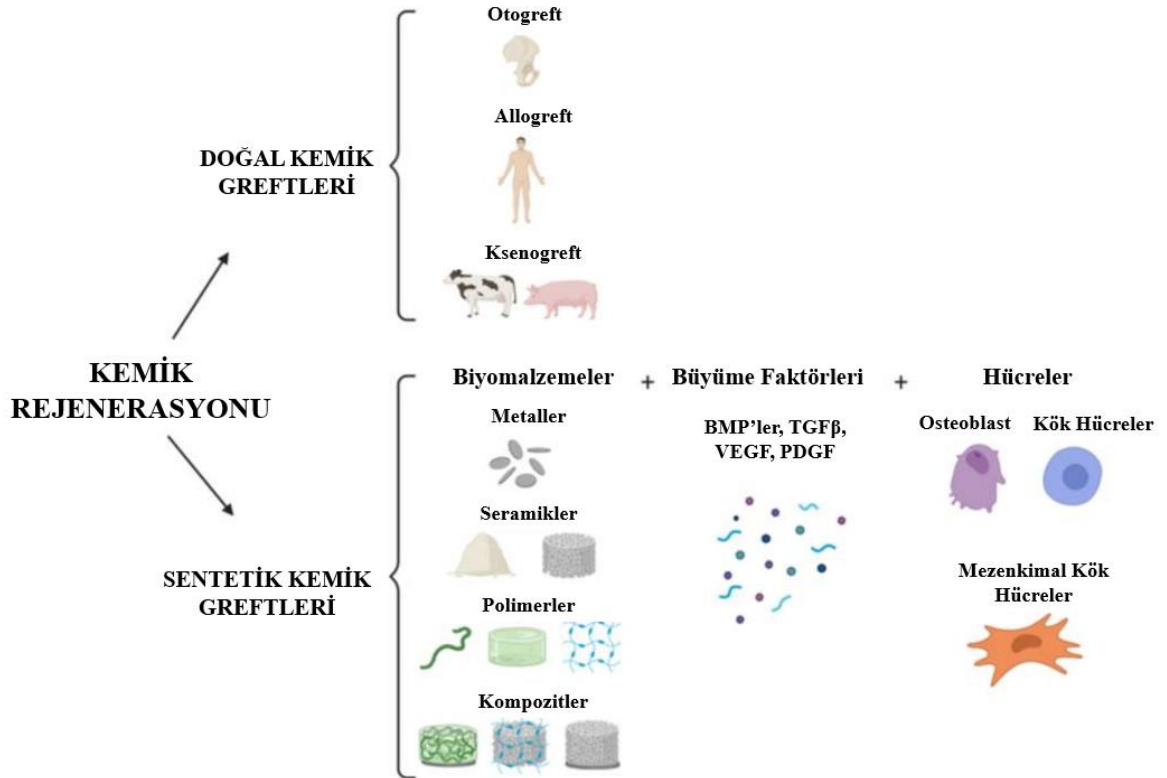 Otogreft
Allogreft
DOĞAL KEMİK
GREFTLERİ
Ksenogreft
KEMİK
REJENERASYONU
Biyomalzemeler + Büyüme Faktörleri + Hücreler
Metaller
BMP’ler, TGFβ,
VEGF, PDGF
Osteoblast
Kök Hücreler
Seramikler
SENTETİK KEMİK
GREFTLERİ
Polimerler
Mezenkimal Kök
Hücreler
Kompozitler